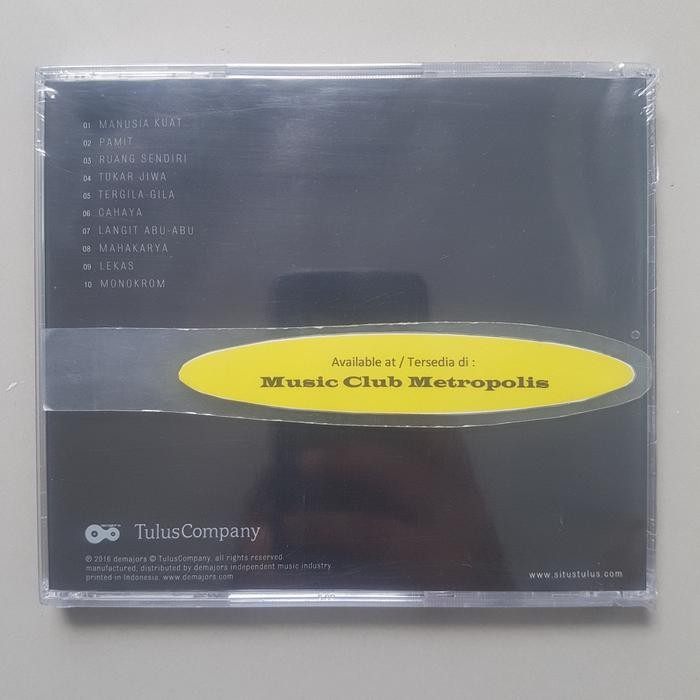 01 MANUSIA KUAT
02 PAMIT
03 RUANG SENDIRI
04 TUKAR JIWA
05 TERGILA-GILA
06 CAHAYA
07 LANGIT ABU-ABU
08 MAHAKARYA
09 LEKAS
10 MONOKROM
Available at / Tersedia di :
Music Club Metropolis
TulusCompany
℗ 2016 demajors © TulusCompany. all rights reserved.
manufactured, distributed by demajors independent music industry.
printed in Indonesia. www.demajors.com
www.situstulus.com